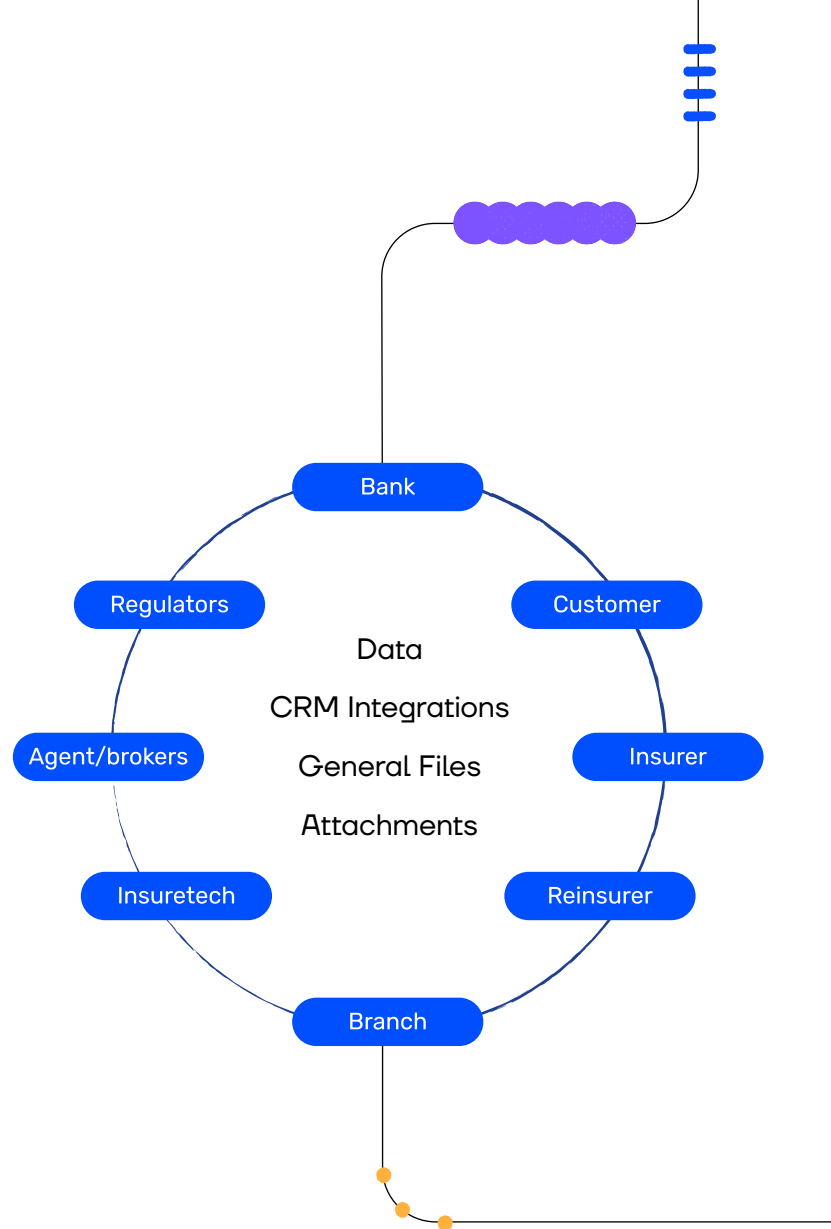 Bank
Regulators
Customer
Data
CRM Integrations
Agent/brokers
Insurer
General Files
Attachments
Insuretech
Reinsurer
Branch